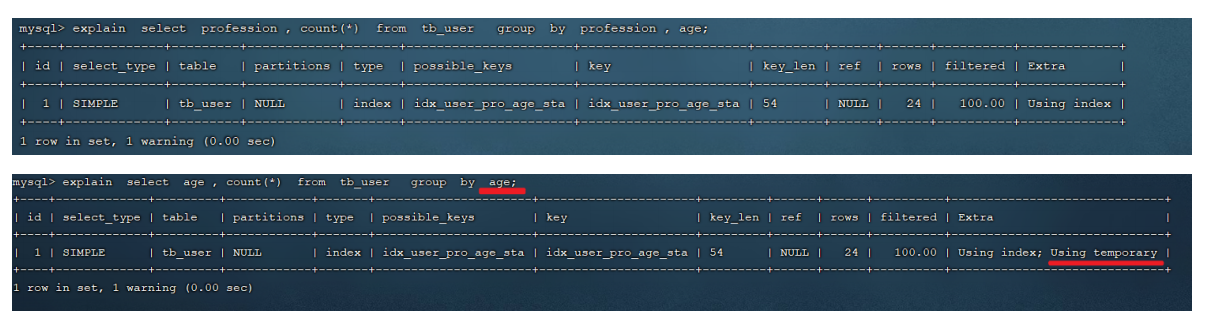 mysql> explain select profession , count(*) from tb_user group by profession , age;
+----+-------------+---------+------------+-------+----------------------+----------------------+---------+------+------+----------+-------------+
| id | select_type | table | partitions | type | possible_keys | key | key_len | ref | rows | filtered | Extra |
+----+-------------+---------+------------+-------+----------------------+----------------------+---------+------+------+----------+-------------+
| 1 | SIMPLE | tb_user | NULL | index | idx_user_pro_age_sta | idx_user_pro_age_sta | 54 | NULL | 24 | 100.00 | Using index |
+----+-------------+---------+------------+-------+----------------------+----------------------+---------+------+------+----------+-------------+
1 row in set, 1 warning (0.00 sec)
mysql> explain select age , count(*) from tb_user group by age;
+----+-------------+---------+------------+-------+----------------------+----------------------+---------+------+------+----------+------------------------------+
| id | select_type | table | partitions | type | possible_keys | key | key_len | ref | rows | filtered | Extra |
+----+-------------+---------+------------+-------+----------------------+----------------------+---------+------+------+----------+------------------------------+
| 1 | SIMPLE | tb_user | NULL | index | idx_user_pro_age_sta | idx_user_pro_age_sta | 54 | NULL | 24 | 100.00 | Using index; Using temporary |
+----+-------------+---------+------------+-------+----------------------+----------------------+---------+------+------+----------+------------------------------+
1 row in set, 1 warning (0.00 sec)